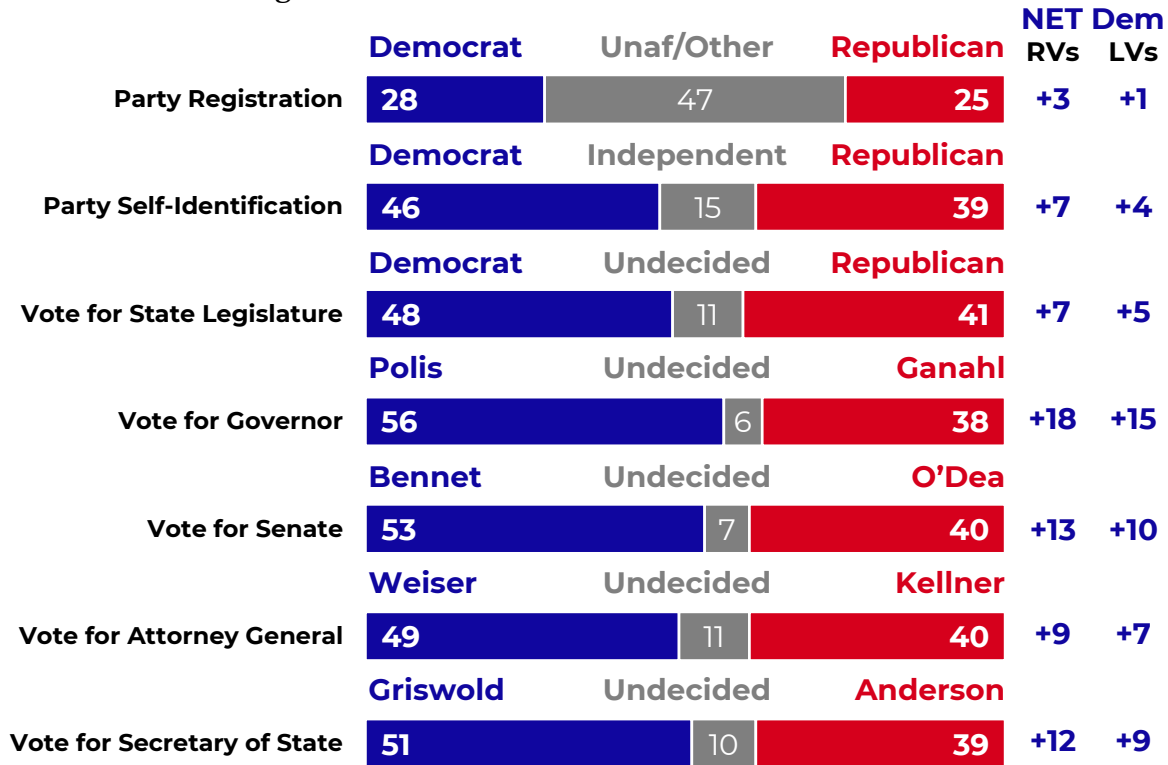 NET Dem
Democrat Unaf/Other Republican RVs LVs
Party Registration 28 47 25 +3 +1
Democrat Independent Republican
Party Self-Identification 46 15 39 +7 +4
Democrat Undecided Republican
Vote for State Legislature 48 11 41 +7 +5
Polis Undecided Ganahl
Vote for Governor 56 6 38 +18 +15
Bennet Undecided O’Dea
Vote for Senate 53 7 40 +13 +10
Weiser Undecided Kellner
Vote for Attorney General 49 11 40 +9 +7
Griswold Undecided Anderson
Vote for Secretary of State 51 10 39 +12 +9